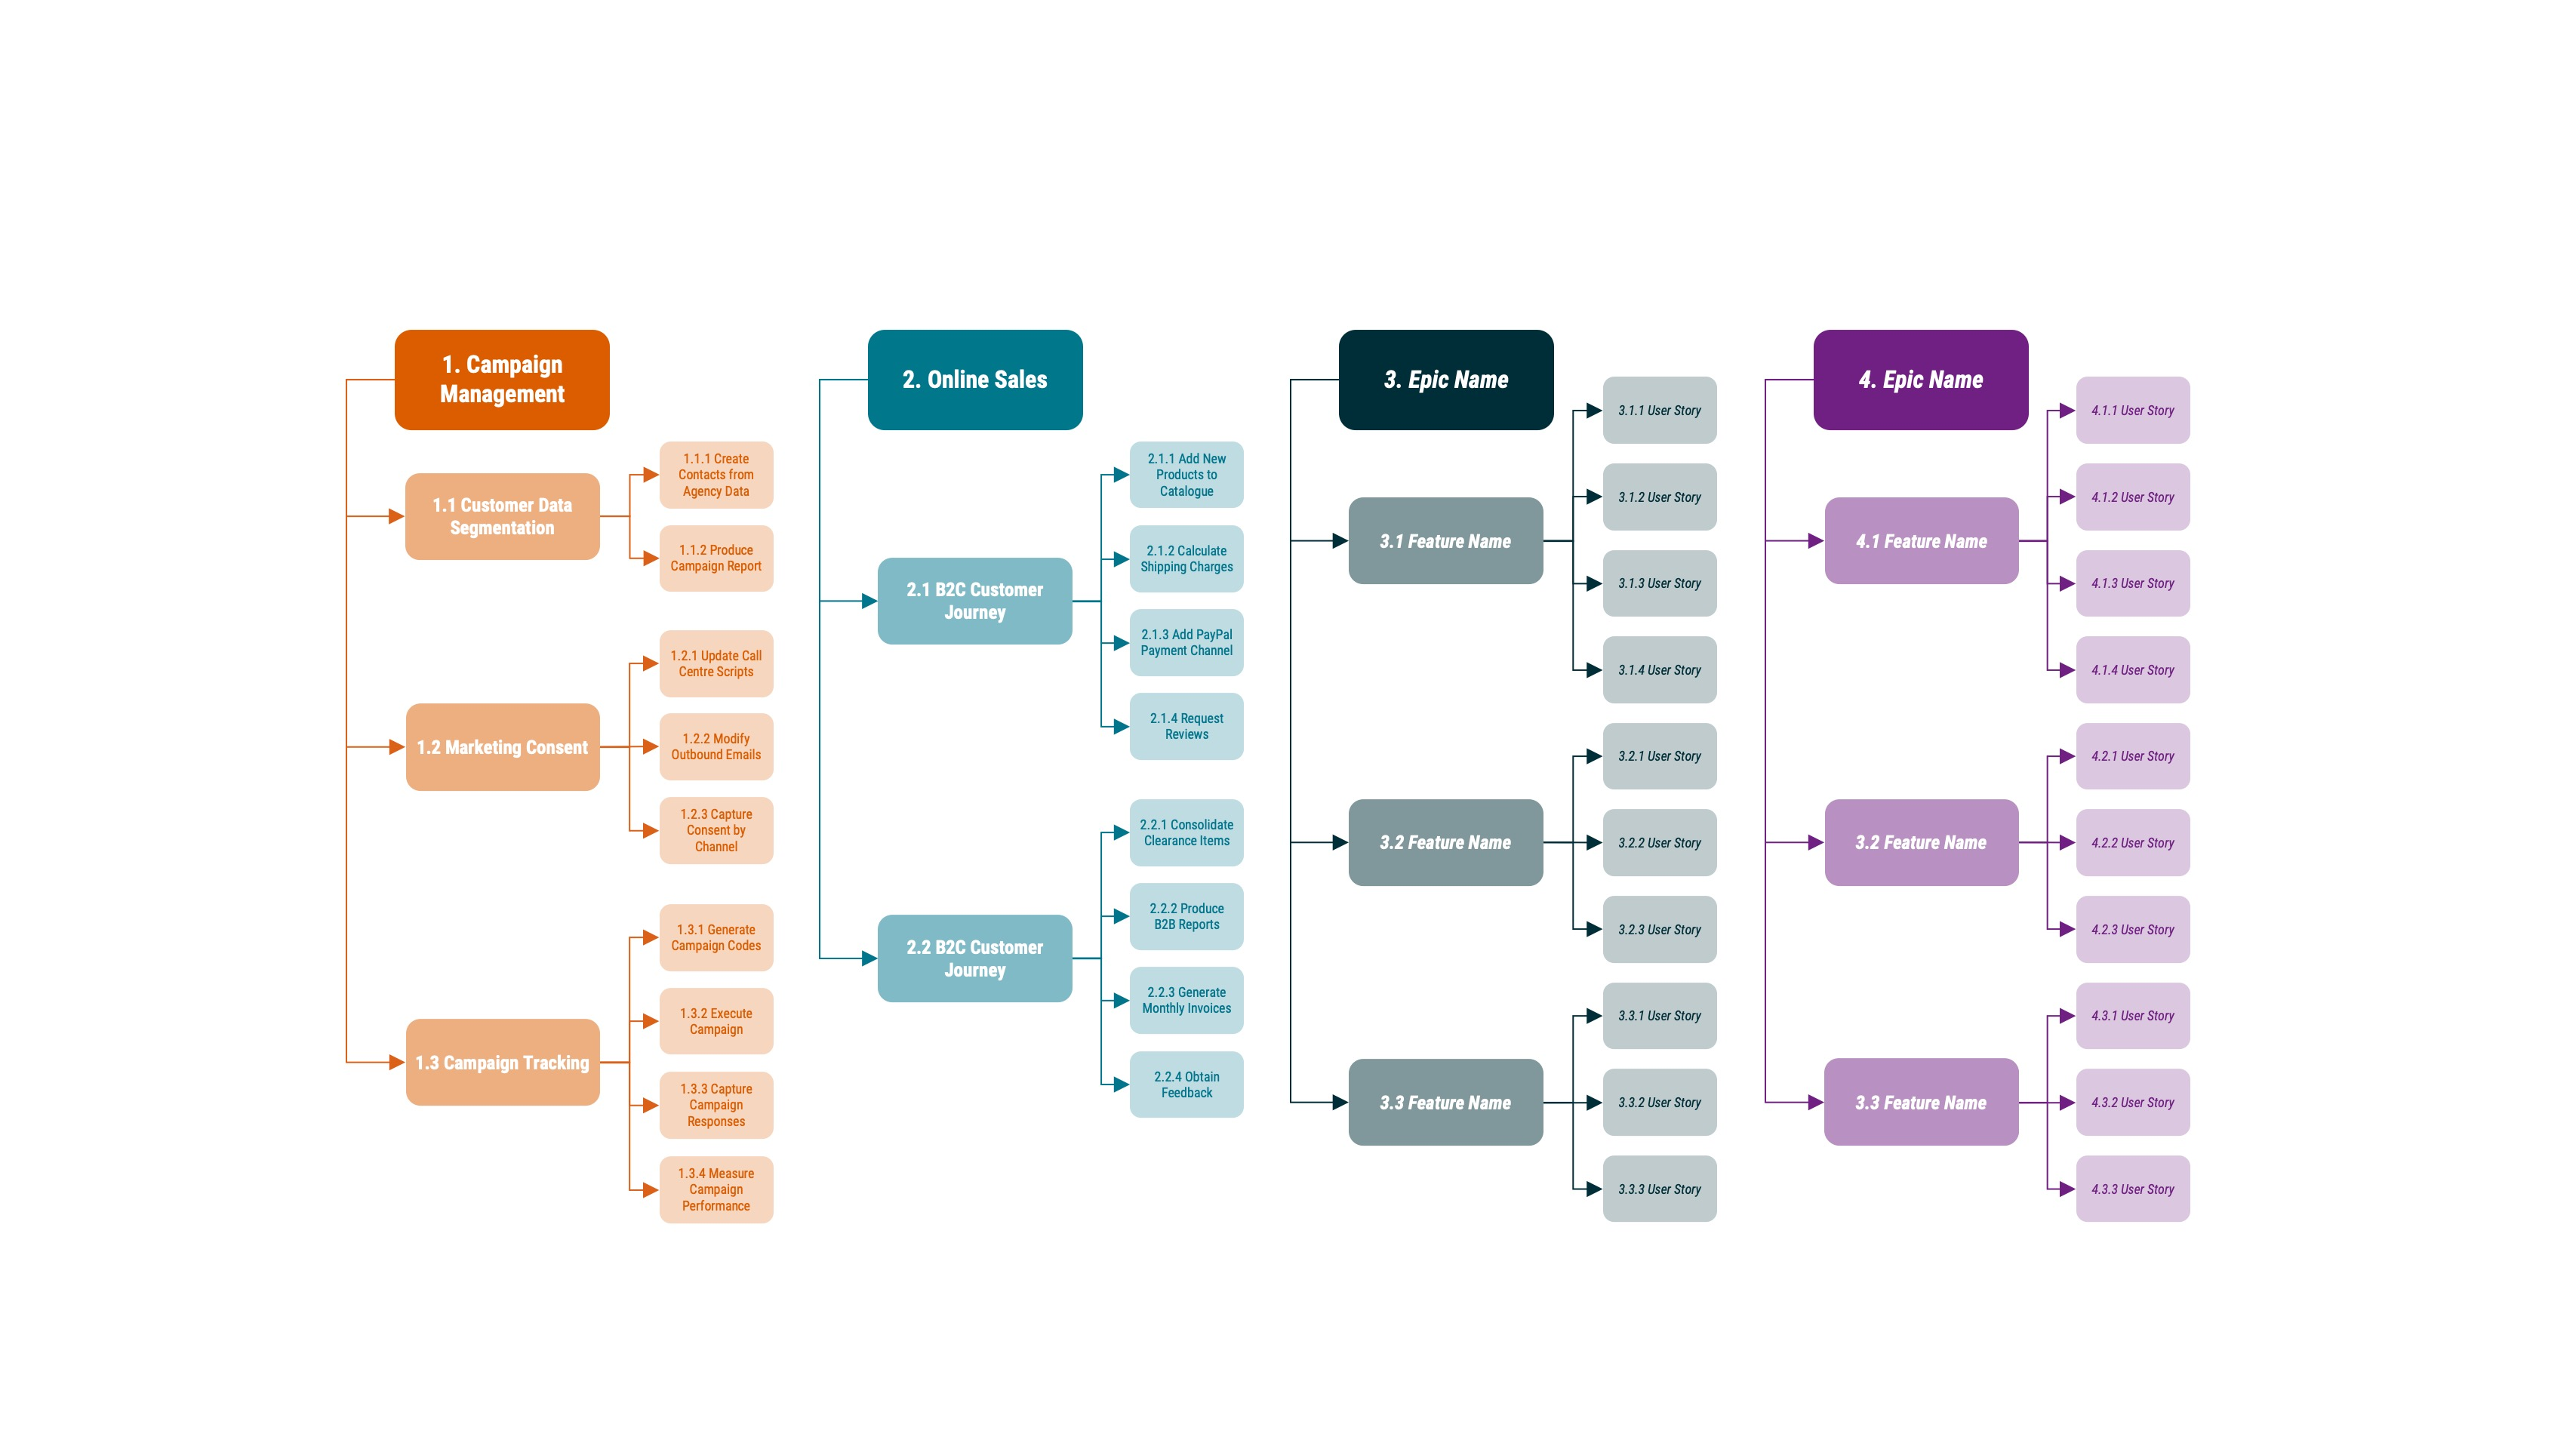 1. Campaign
Management
1.1 Customer Data
Segmentation
1.1.1 Create
Contacts from
Agency Data
1.1.2 Produce
Campaign Report
1.2 Marketing Consent
1.2.1 Update Call
Centre Scripts
1.2.2 Modify
Outbound Emails
1.2.3 Capture
Consent by
Channel
1.3 Campaign Tracking
1.3.1 Generate
Campaign Codes
1.3.2 Execute
Campaign
1.3.3 Capture
Campaign
Responses
1.3.4 Measure
Campaign
Performance
2. Online Sales
2.1 B2C Customer
Journey
2.1.1 Add New
Products to
Catalogue
2.1.2 Calculate
Shipping Charges
2.1.3 Add PayPal
Payment Channel
2.1.4 Request
Reviews
2.2 B2C Customer
Journey
2.2.1 Consolidate
Clearance Items
2.2.2 Produce
B2B Reports
2.2.3 Generate
Monthly Invoices
2.2.4 Obtain
Feedback
3. Epic Name
3.1 Feature Name
3.1.1 User Story
3.1.2 User Story
3.1.3 User Story
3.1.4 User Story
3.2 Feature Name
3.2.1 User Story
3.2.2 User Story
3.2.3 User Story
3.3 Feature Name
3.3.1 User Story
3.3.2 User Story
3.3.3 User Story
4. Epic Name
4.1 Feature Name
4.1.1 User Story
4.1.2 User Story
4.1.3 User Story
4.1.4 User Story
3.2 Feature Name
4.2.1 User Story
4.2.2 User Story
4.2.3 User Story
3.3 Feature Name
4.3.1 User Story
4.3.2 User Story
4.3.3 User Story